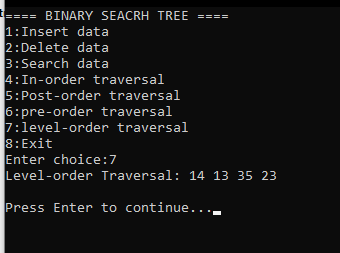 ==== BINARY SEACRH TREE ====
1:Insert data
2:Delete data
3:Search data
4:In-order traversal
5:Post-order traversal
6:pre-order traversal
7:level-order traversal
8:Exit
Enter choice:7
Level-order Traversal: 14 13 35 23
Press Enter to continue...